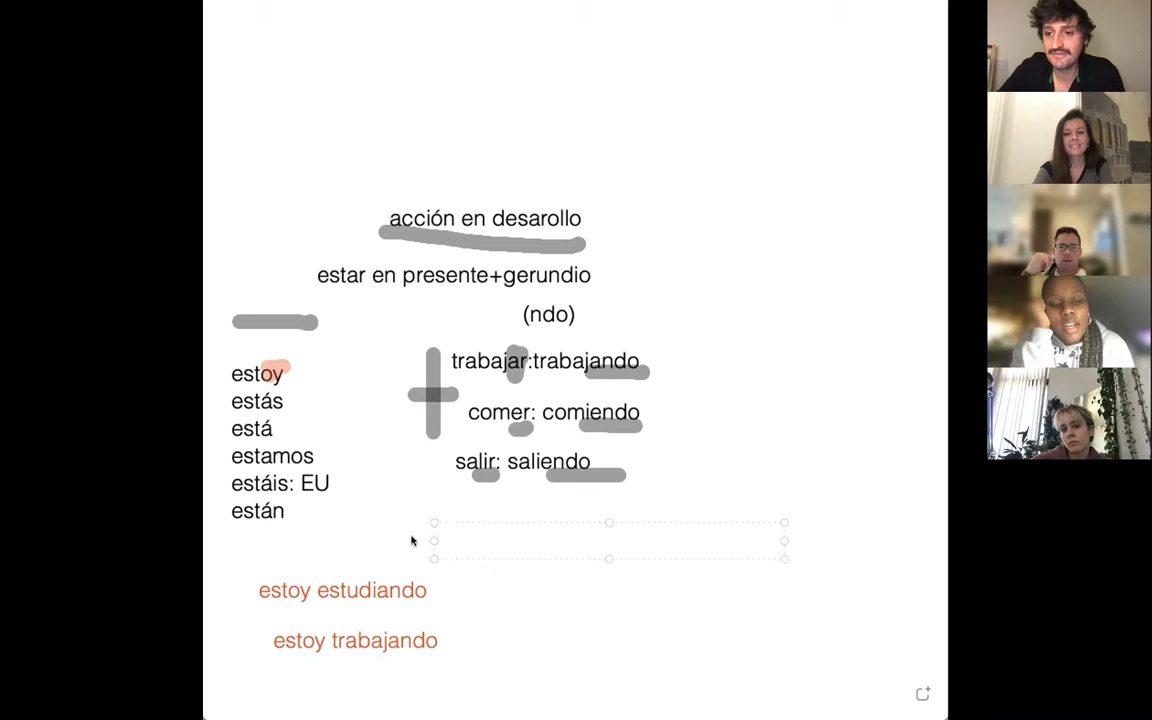 acción en desarollo
estar en presente+gerundio
(ndo)
trabajar:trabajando
comer: comiendo
salir: saliendo
estoy
estás
está
estamos
estáis: EU
están
estoy estudiando
estoy trabajando